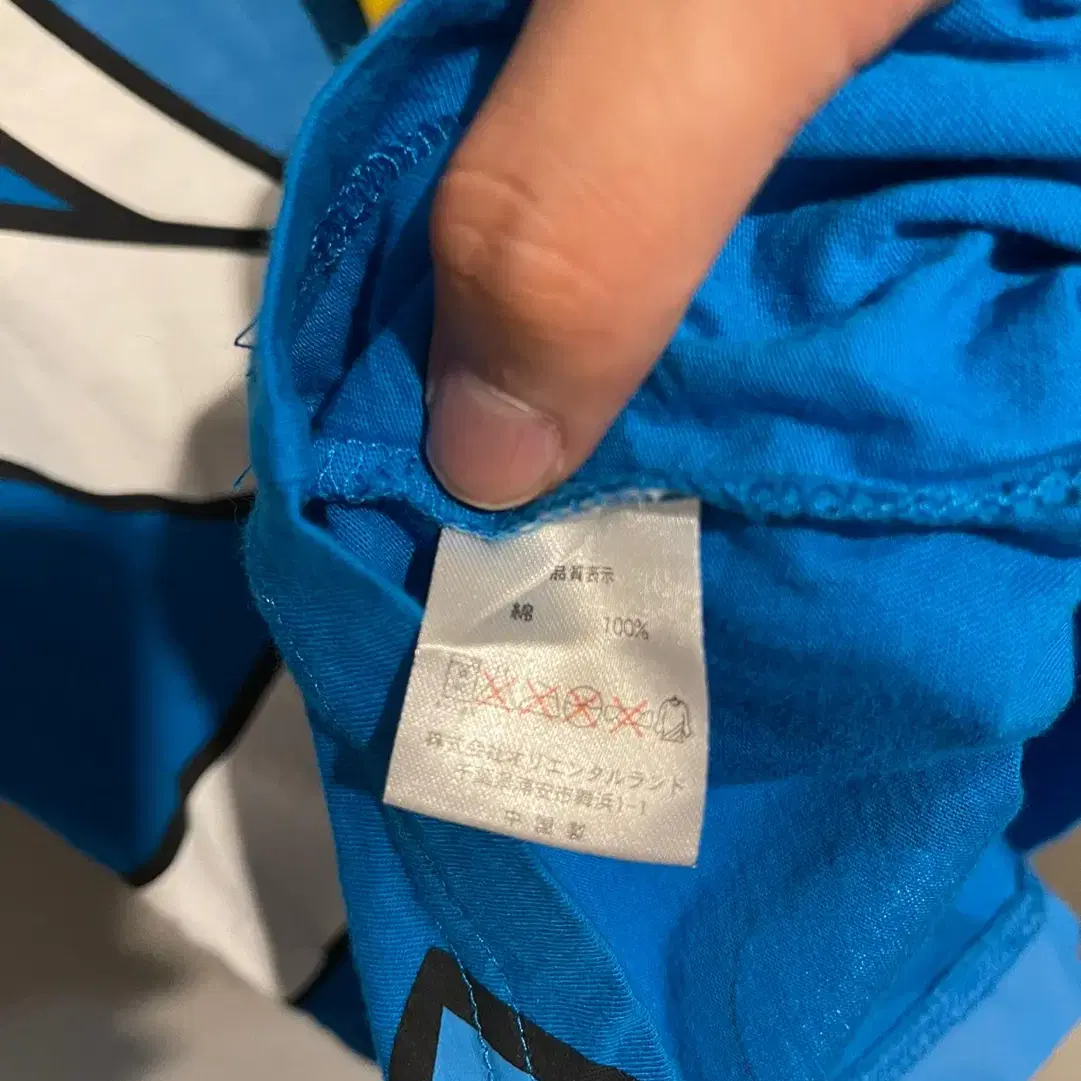 品質表示
綿 100%
株式会社オリエンタルランド
千葉県浦安市舞浜1-1
中国製